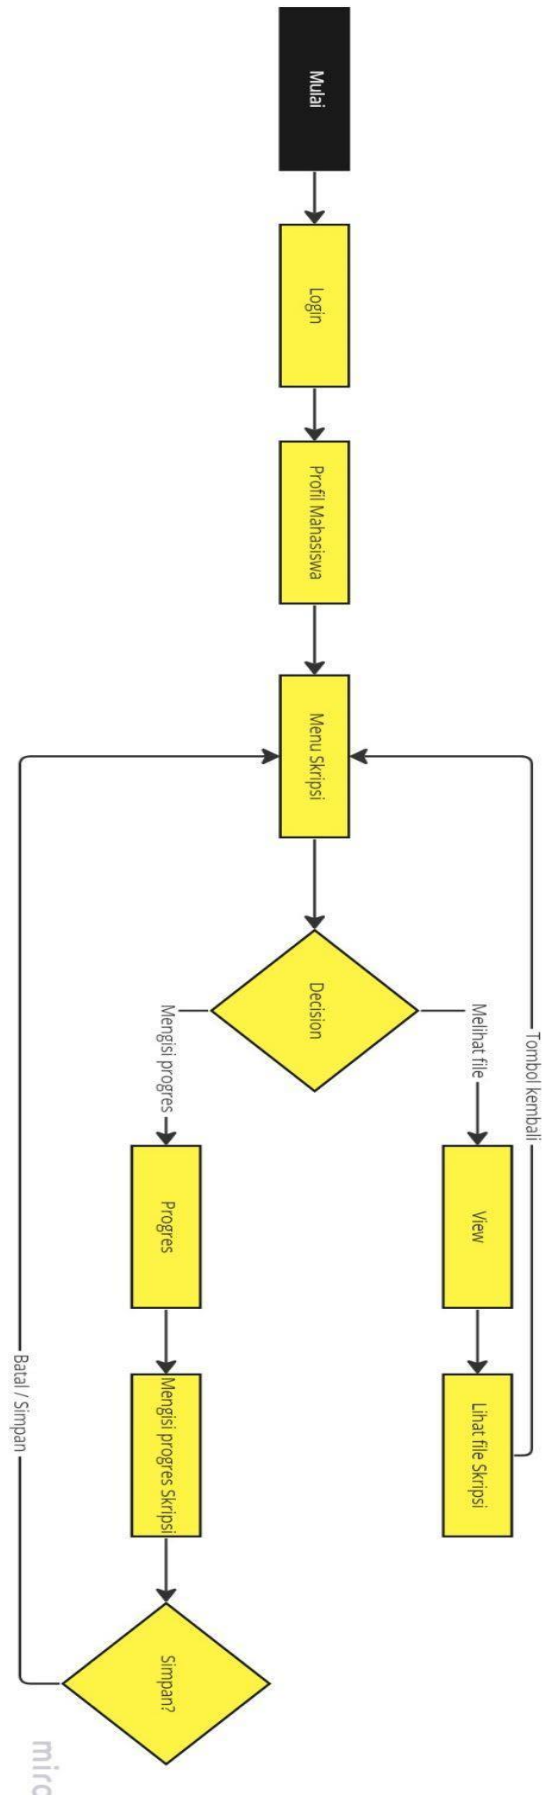 Mulai
Login
Profil Mahasiswa
Menu Skripsi
Decision
Melihat file
View
Lihat file Skripsi
Tombol kembali
Mengisi progres
Progres
Mengisi progres Skripsi
Simpan?
Batal / Simpan
miro